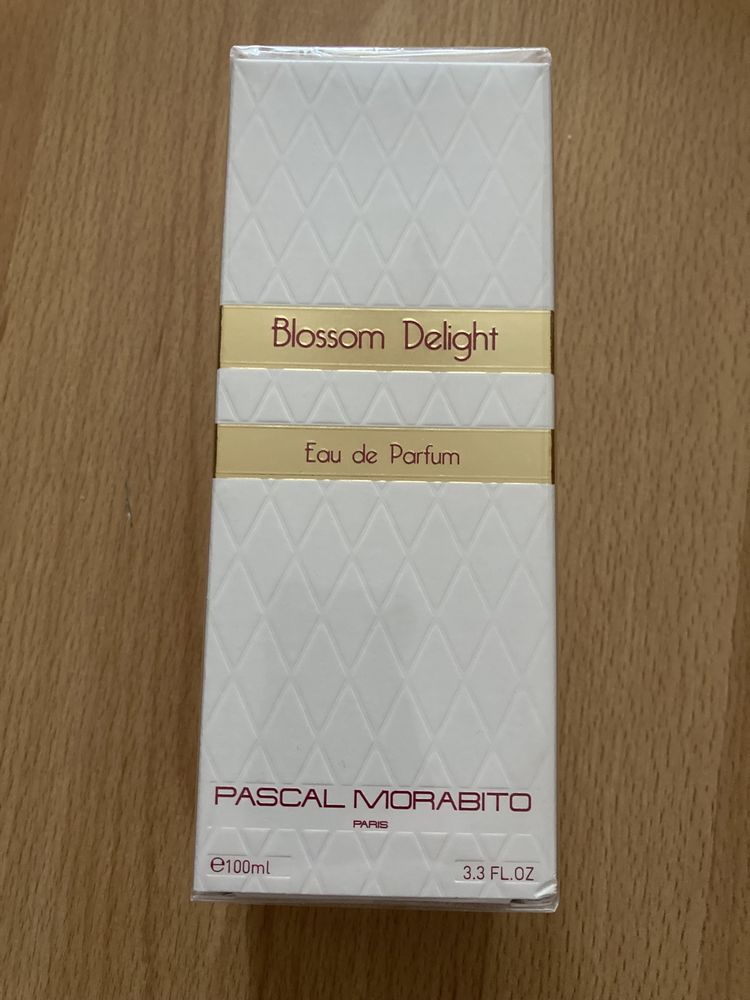 Blossom Delight
Eau de Parfum
PASCAL MORABITO
PARIS
℮100ml
3.3 FL.OZ